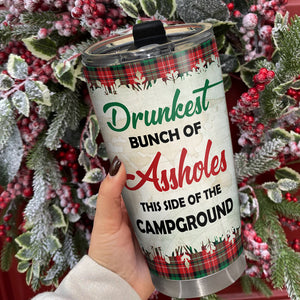 Drunkest
BUNCH OF
Assholes
THIS SIDE OF THE
CAMPGROUND